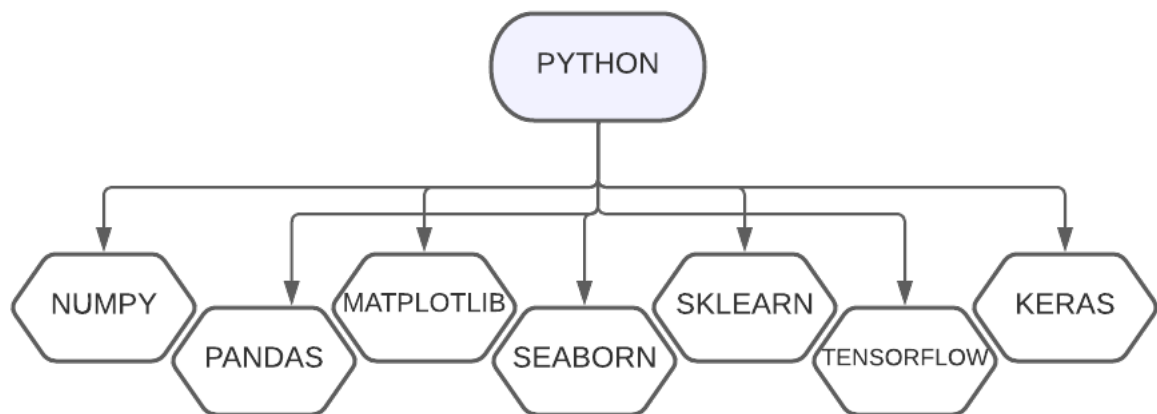 PYTHON
NUMPY
PANDAS
MATPLOTLIB
SEABORN
SKLEARN
TENSORFLOW
KERAS